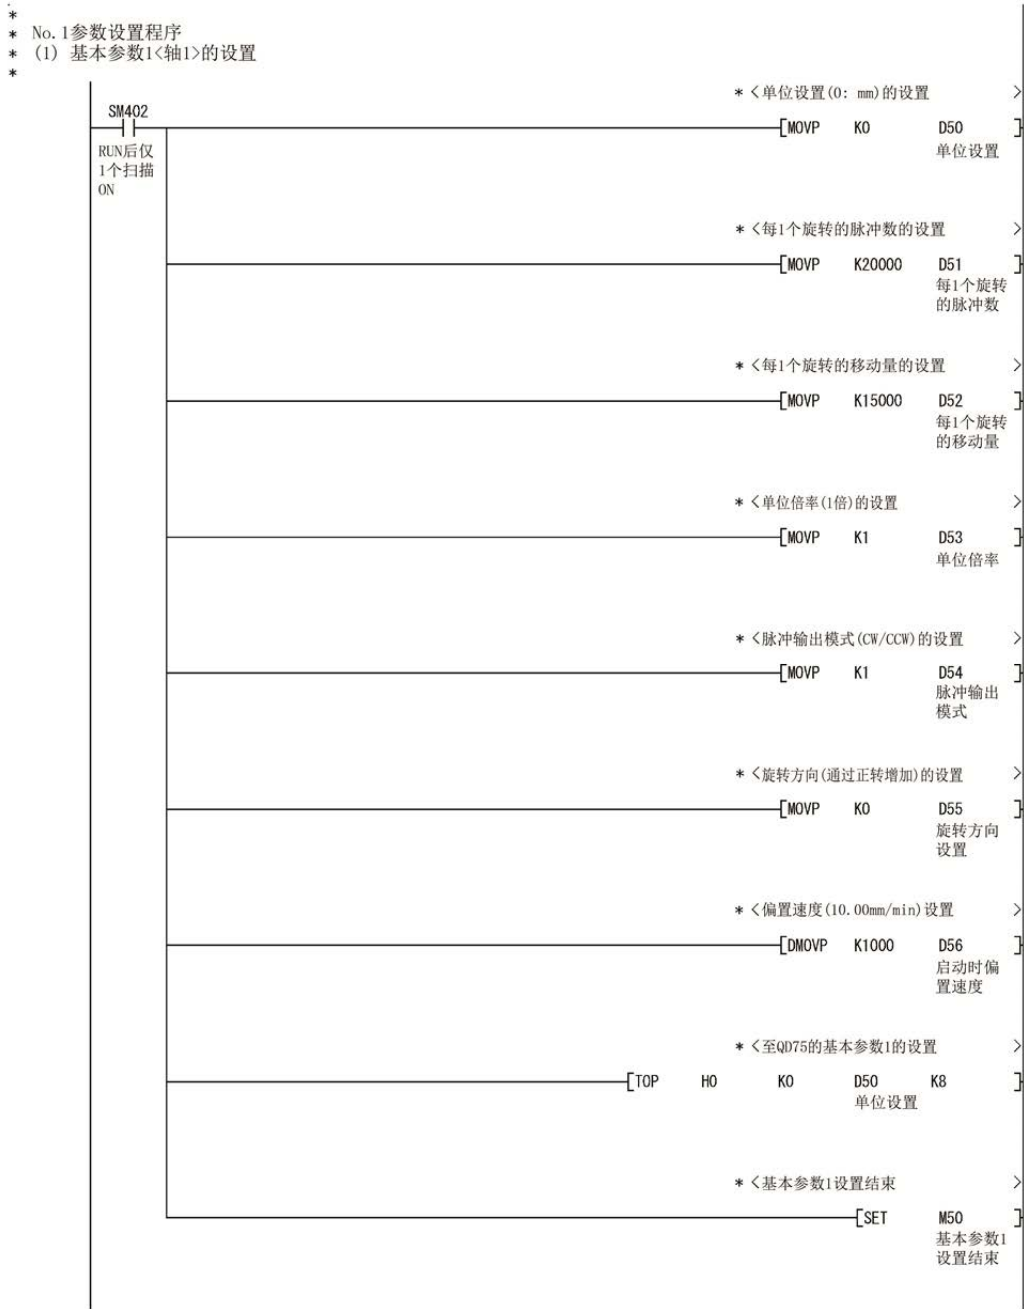 *
* No.1参数设置程序
* (1) 基本参数1<轴1>的设置
*
* <单位设置(0: mm)的设置 >
SM402
[MOVP K0 D50 ]
RUN后仅
1个扫描
ON
单位设置
* <每1个旋转的脉冲数的设置 >
[MOVP K20000 D51 ]
每1个旋转
的脉冲数
* <每1个旋转的移动量的设置 >
[MOVP K15000 D52 ]
每1个旋转
的移动量
* <单位倍率(1倍)的设置 >
[MOVP K1 D53 ]
单位倍率
* <脉冲输出模式(CW/CCW)的设置 >
[MOVP K1 D54 ]
脉冲输出
模式
* <旋转方向(通过正转增加)的设置 >
[MOVP K0 D55 ]
旋转方向
设置
* <偏置速度(10.00mm/min)设置 >
[DMOVP K1000 D56 ]
启动时偏
置速度
* <至QD75的基本参数1的设置 >
[TOP H0 K0 D50 K8 ]
单位设置
* <基本参数1设置结束 >
[SET M50 ]
基本参数1
设置结束